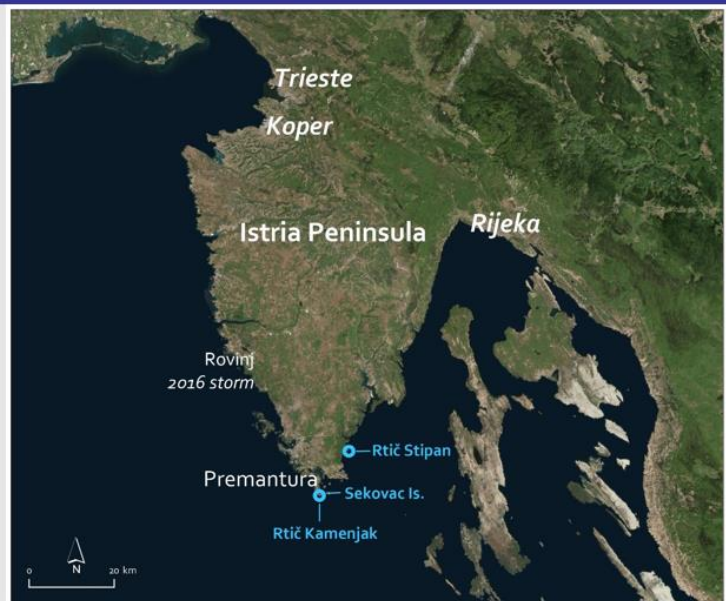 Trieste
Koper
Istria Peninsula
Rijeka
Rovinj
2016 storm
Rtič Stipan
Premantura
Sekovac Is.
Rtič Kamenjak
N
0 20 km